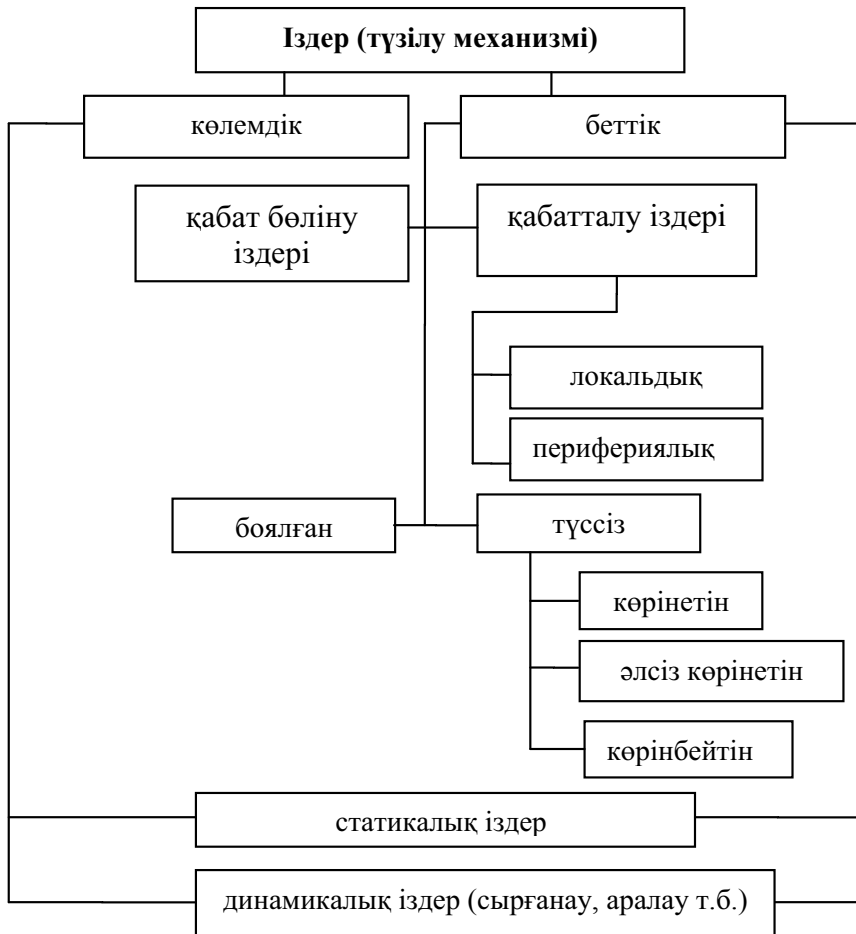 Іздер (түзілу механизмі)
көлемдік
беттік
қабат бөліну
іздері
қабатталу іздері
локальдық
перифериялық
боялған
түссіз
көрінетін
әлсіз көрінетін
көрінбейтін
статикалық іздер
динамикалық іздер (сырғанау, аралау т.б.)